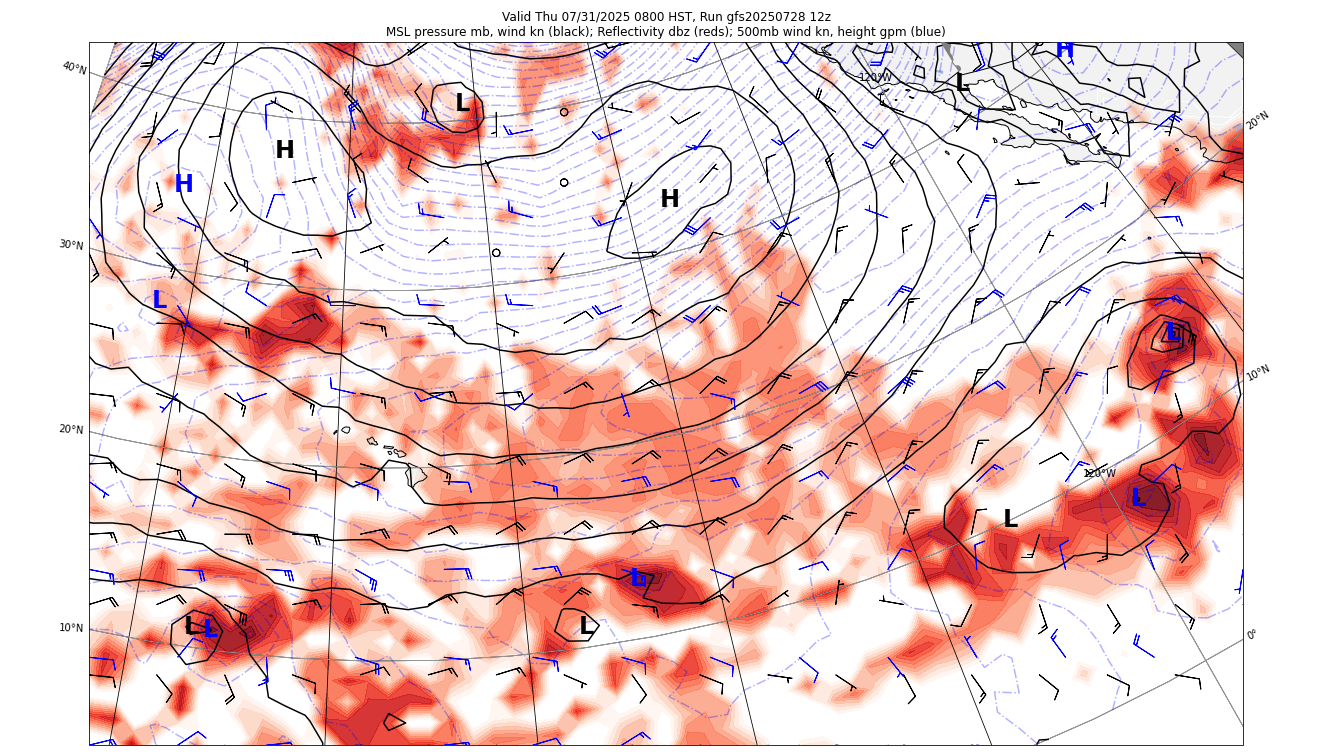 Valid Thu 07/31/2025 0800 HST, Run gfs20250728 12z
MSL pressure mb, wind kn (black); Reflectivity dbz (reds); 500mb wind kn, height gpm (blue)
H
40°N
120°W
L
L
20°N
H
H
H
30°N
L
L
10°N
20°N
120°W
L
L
L
10°N
L
L
L
0°